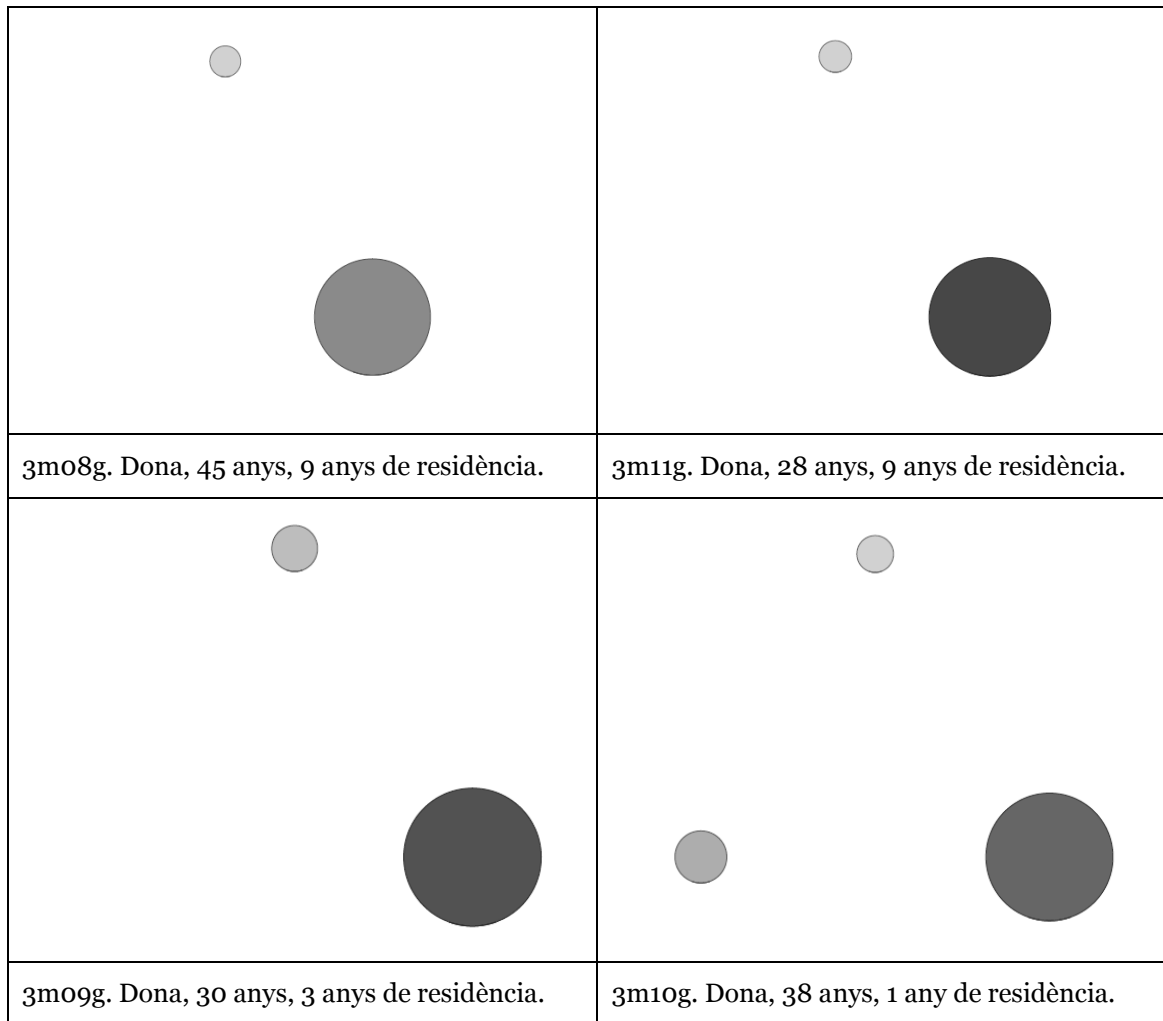 3m08g. Dona, 45 anys, 9 anys de residència.
3m11g. Dona, 28 anys, 9 anys de residència.
3m09g. Dona, 30 anys, 3 anys de residència.
3m10g. Dona, 38 anys, 1 any de residència.